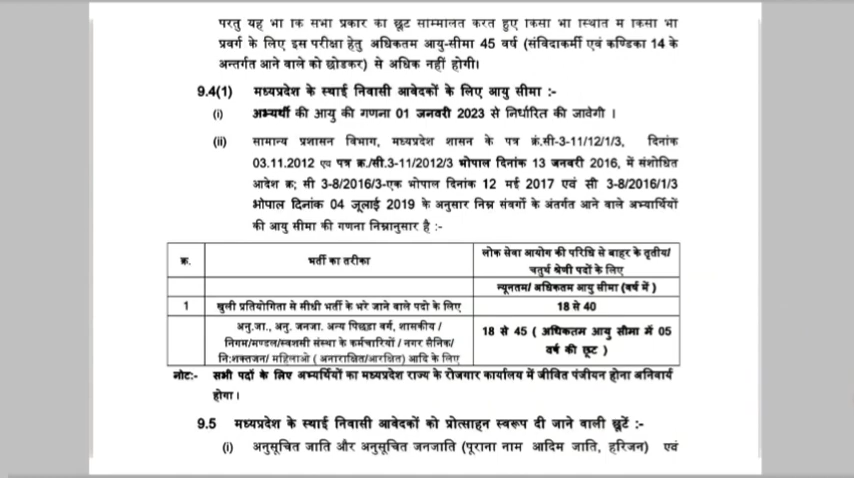 परतु यह भी कि सभी प्रकार की छूट सम्मिलित करते हुए किसी भी स्थिति में किसी भी
प्रवर्ग के लिए इस परीक्षा हेतु अधिकतम आयु-सीमा 45 वर्ष (संविदाकर्मी एवं कण्डिका 14 के
अन्तर्गत आने वाले को छोडकर) से अधिक नहीं होगी।
9.4(1) मध्यप्रदेश के स्थाई निवासी आवेदकों के लिए आयु सीमा :-
(i) अभ्यर्थी की आयु की गणना 01 जनवरी 2023 से निर्धारित की जावेगी ।
(ii) सामान्य प्रशासन विभाग, मध्यप्रदेश शासन के पत्र क्रं.सी-3-11/12/1/3, दिनांक
03.11.2012 एव पत्र क्र./सी.3-11/2012/3 भोपाल दिनांक 13 जनवरी 2016, में संशोधित
आदेश क्र; सी 3-8/2016/3-एक भोपाल दिनांक 12 मई 2017 एवं सी 3-8/2016/1/3
भोपाल दिनांक 04 जूलाई 2019 के अनुसार निम्न संवर्गो के अंतर्गत आने वाले अभ्यार्थियों
की आयु सीमा की गणना निम्नानुसार है :-
क्र. भर्ती का तरीका लोक सेवा आयोग की परिधि से बाहर के तृतीय/
चतुर्थ श्रेणी पदों के लिए
न्यूनतम/ अधिकतम आयु सीमा (वर्ष में )
1 खुली प्रतियोगिता से सीधी भर्ती के भरे जाने वाले पदो के लिए 18 से 40
अनु.जा., अनु. जनजा. अन्य पिछड़ा वर्ग, शासकीय /
निगम/मण्डल/स्वशसी संस्था के कर्मचारियों / नगर सैनिक/
नि:शक्तजन/ महिलाओ ( अनारक्षित/आरक्षित) आदि के लिए
18 से 45 ( अधिकतम आयु सीमा में 05
वर्ष की छूट )
नोटः- सभी पदों के लिए अभ्यर्थियों का मध्यप्रदेश राज्य के रोजगार कार्यालय में जीवित पंजीयन होना अनिवार्य
होगा।
9.5 मध्यप्रदेश के स्थाई निवासी आवेदकों को प्रोत्साहन स्वरूप दी जाने वाली छूटें :-
(i) अनुसूचित जाति और अनुसूचित जनजाति (पूराना नाम आदिम जाति, हरिजन) एवं